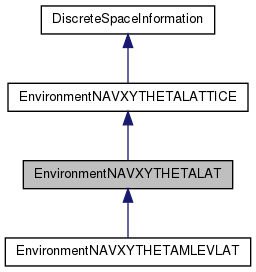 DiscreteSpaceInformation
EnvironmentNAVXYTHETALATTICE
EnvironmentNAVXYTHETALAT
EnvironmentNAVXYTHETAMLEVLAT